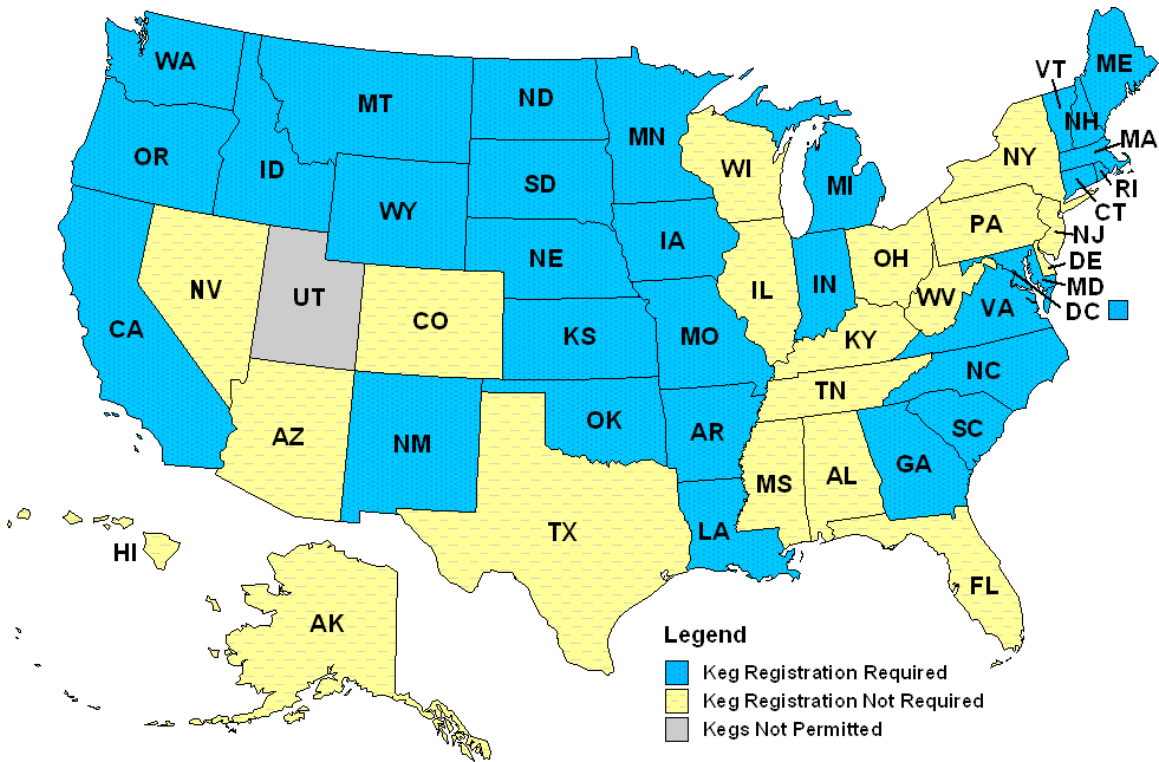 WA
MT
ND
MN
VT
ME
NH
MA
OR
ID
SD
WI
NY
MI
RI
WY
CT
IA
PA
NJ
NE
OH
DE
NV
UT
IN
MD
IL
WV
VA
DC
CA
CO
KS
MO
KY
NC
TN
OK
AR
SC
AZ
NM
GA
MS
AL
TX
LA
HI
FL
AK
Legend
Keg Registration Required
Keg Registration Not Required
Kegs Not Permitted